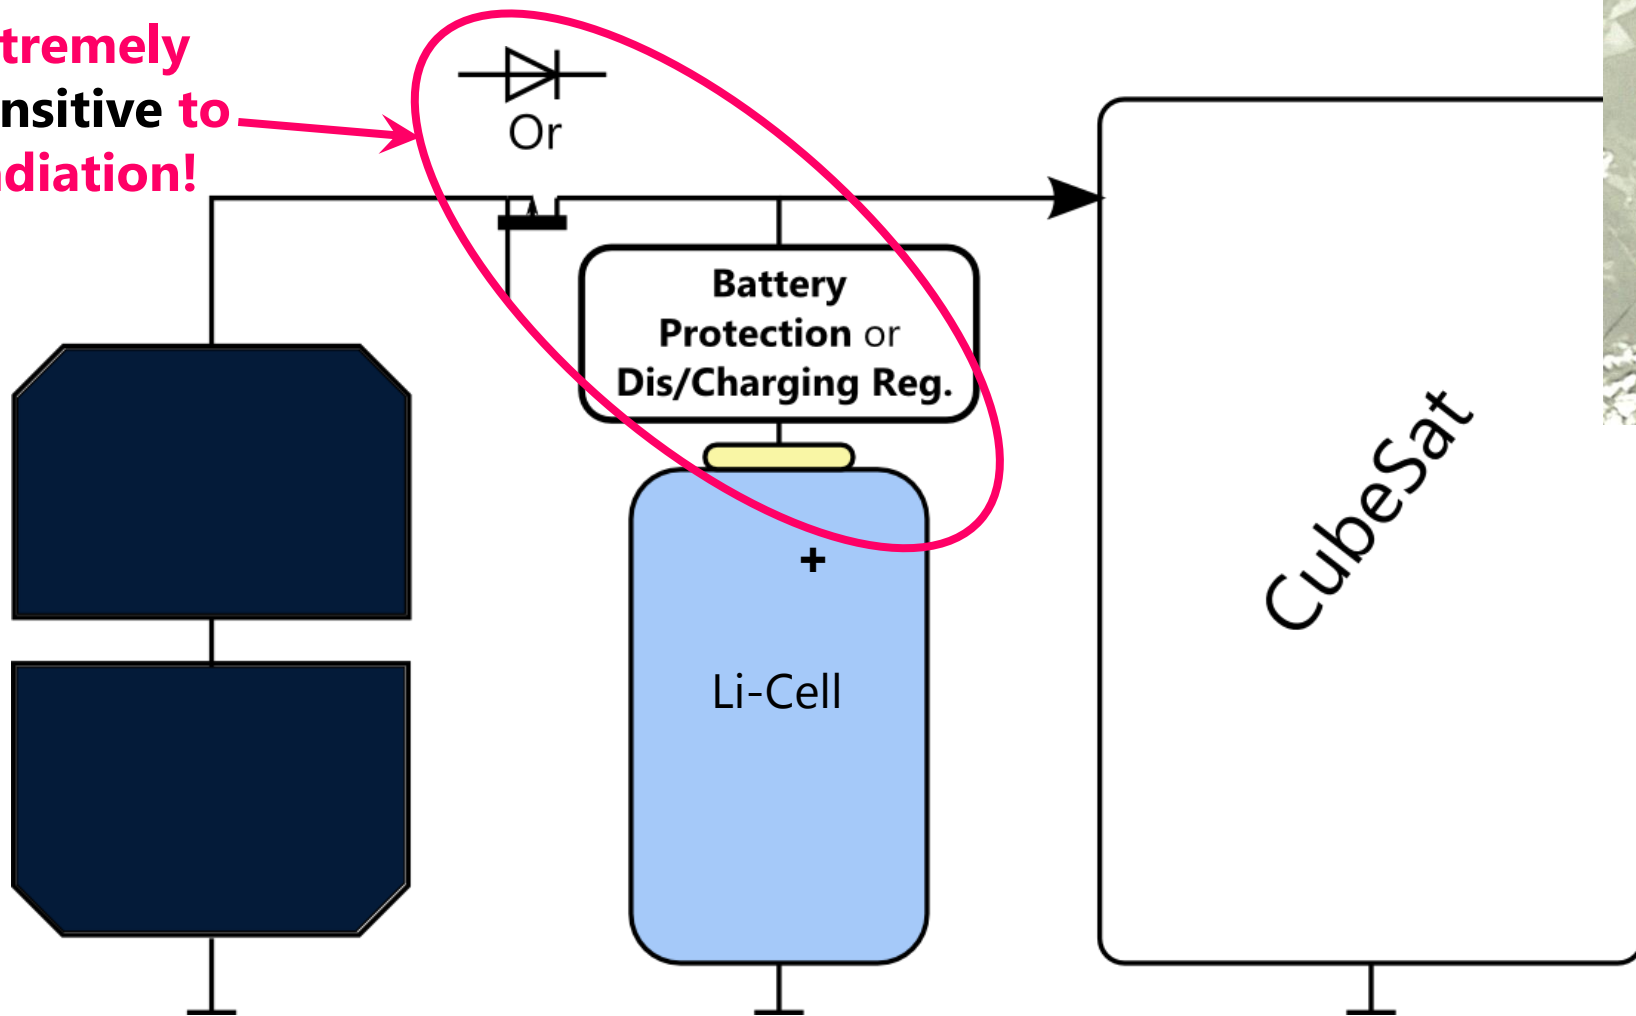 tremely
nsitive to
diation!
Or
Battery
Protection or
Dis/Charging Reg.
+
Li-Cell
CubeSat